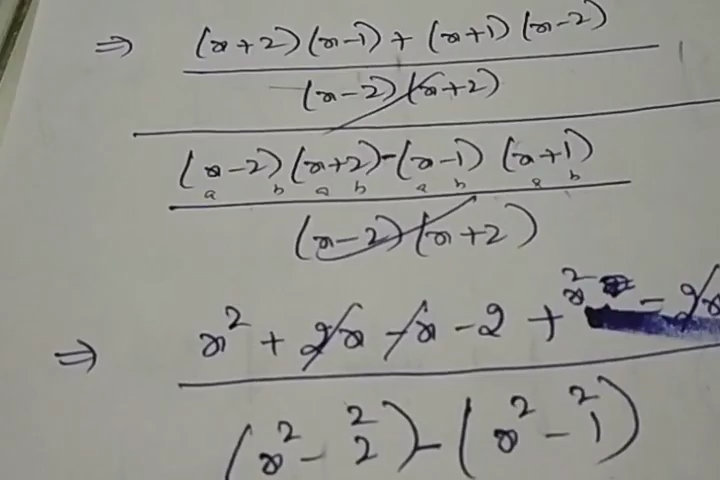 ⇒ (x+2)(x-1) + (x+1)(x-2)
(x-2)(x+2)
(x-2)(x+2)-(x-1)(x+1)
a b a b a b a b
(x-2)(x+2)
⇒ x² + 2x - x - 2 + x² - 2x
(x² - 2²) - (x² - 1²)